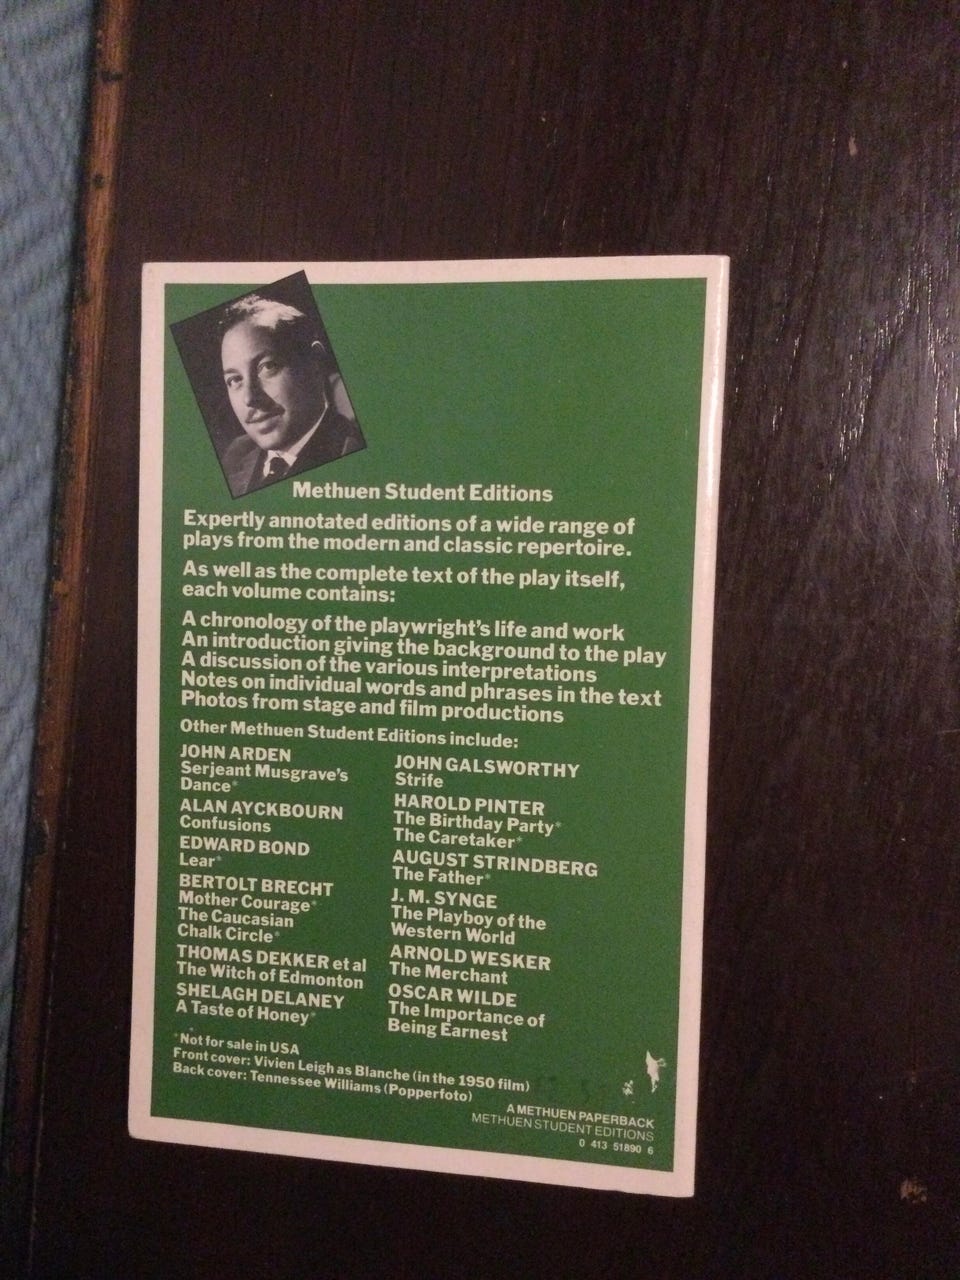 Methuen Student Editions
Expertly annotated editions of a wide range of
plays from the modern and classic repertoire.
As well as the complete text of the play itself,
each volume contains:
A chronology of the playwright's life and work
An introduction giving the background to the play
A discussion of the various interpretations
Notes on individual words and phrases in the text
Photos from stage and film productions
Other Methuen Student Editions include:
JOHN ARDEN
Serjeant Musgrave's
Dance*
ALAN AYCKBOURN
Confusions
EDWARD BOND
Lear*
BERTOLT BRECHT
Mother Courage*
The Caucasian
Chalk Circle*
THOMAS DEKKER et al
The Witch of Edmonton
SHELAGH DELANEY
A Taste of Honey*
JOHN GALSWORTHY
Strife
HAROLD PINTER
The Birthday Party*
The Caretaker*
AUGUST STRINDBERG
The Father*
J. M. SYNGE
The Playboy of the
Western World
ARNOLD WESKER
The Merchant
OSCAR WILDE
The Importance of
Being Earnest
*Not for sale in USA
Front cover: Vivien Leigh as Blanche (in the 1950 film)
Back cover: Tennessee Williams (Popperfoto)
A METHUEN PAPERBACK
METHUEN STUDENT EDITIONS
0 413 51890 6